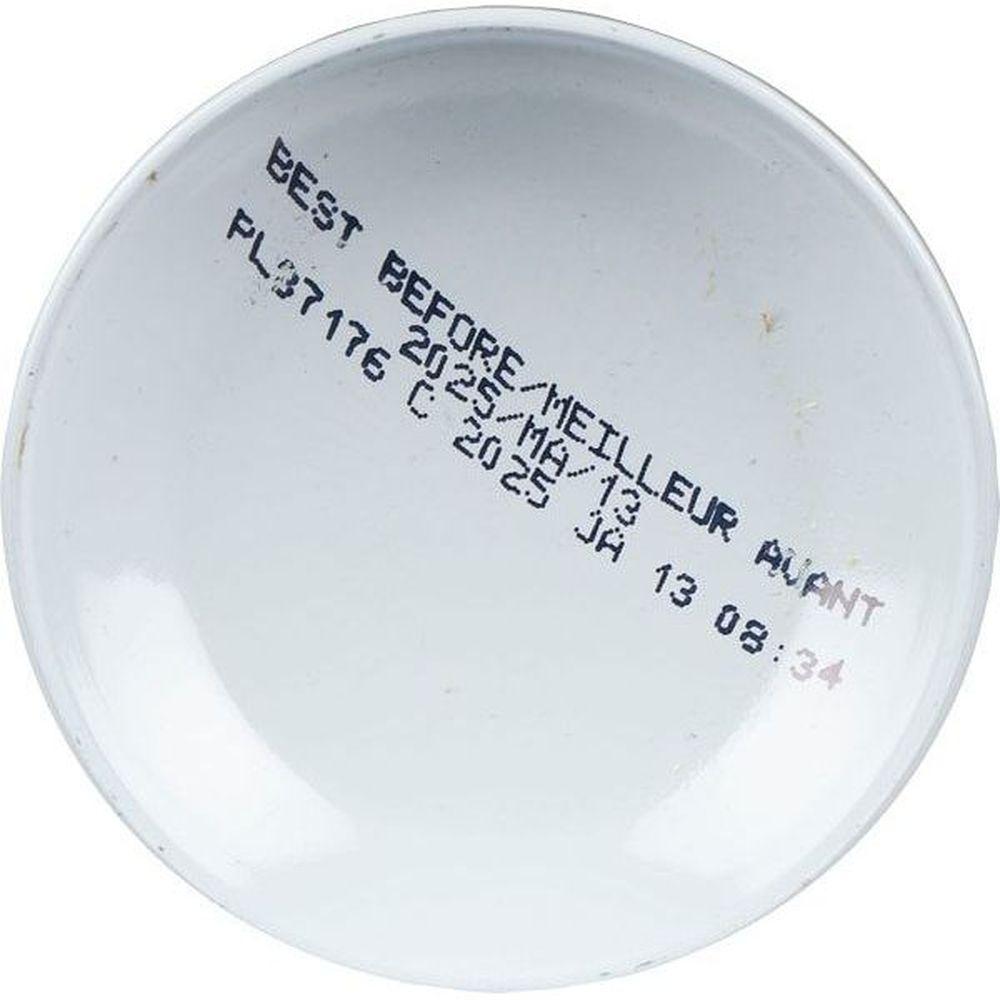 BEST BEFORE/MEILLEUR AVANT
2025/MA/13
PL37176 C 2025 JA 13 08:34